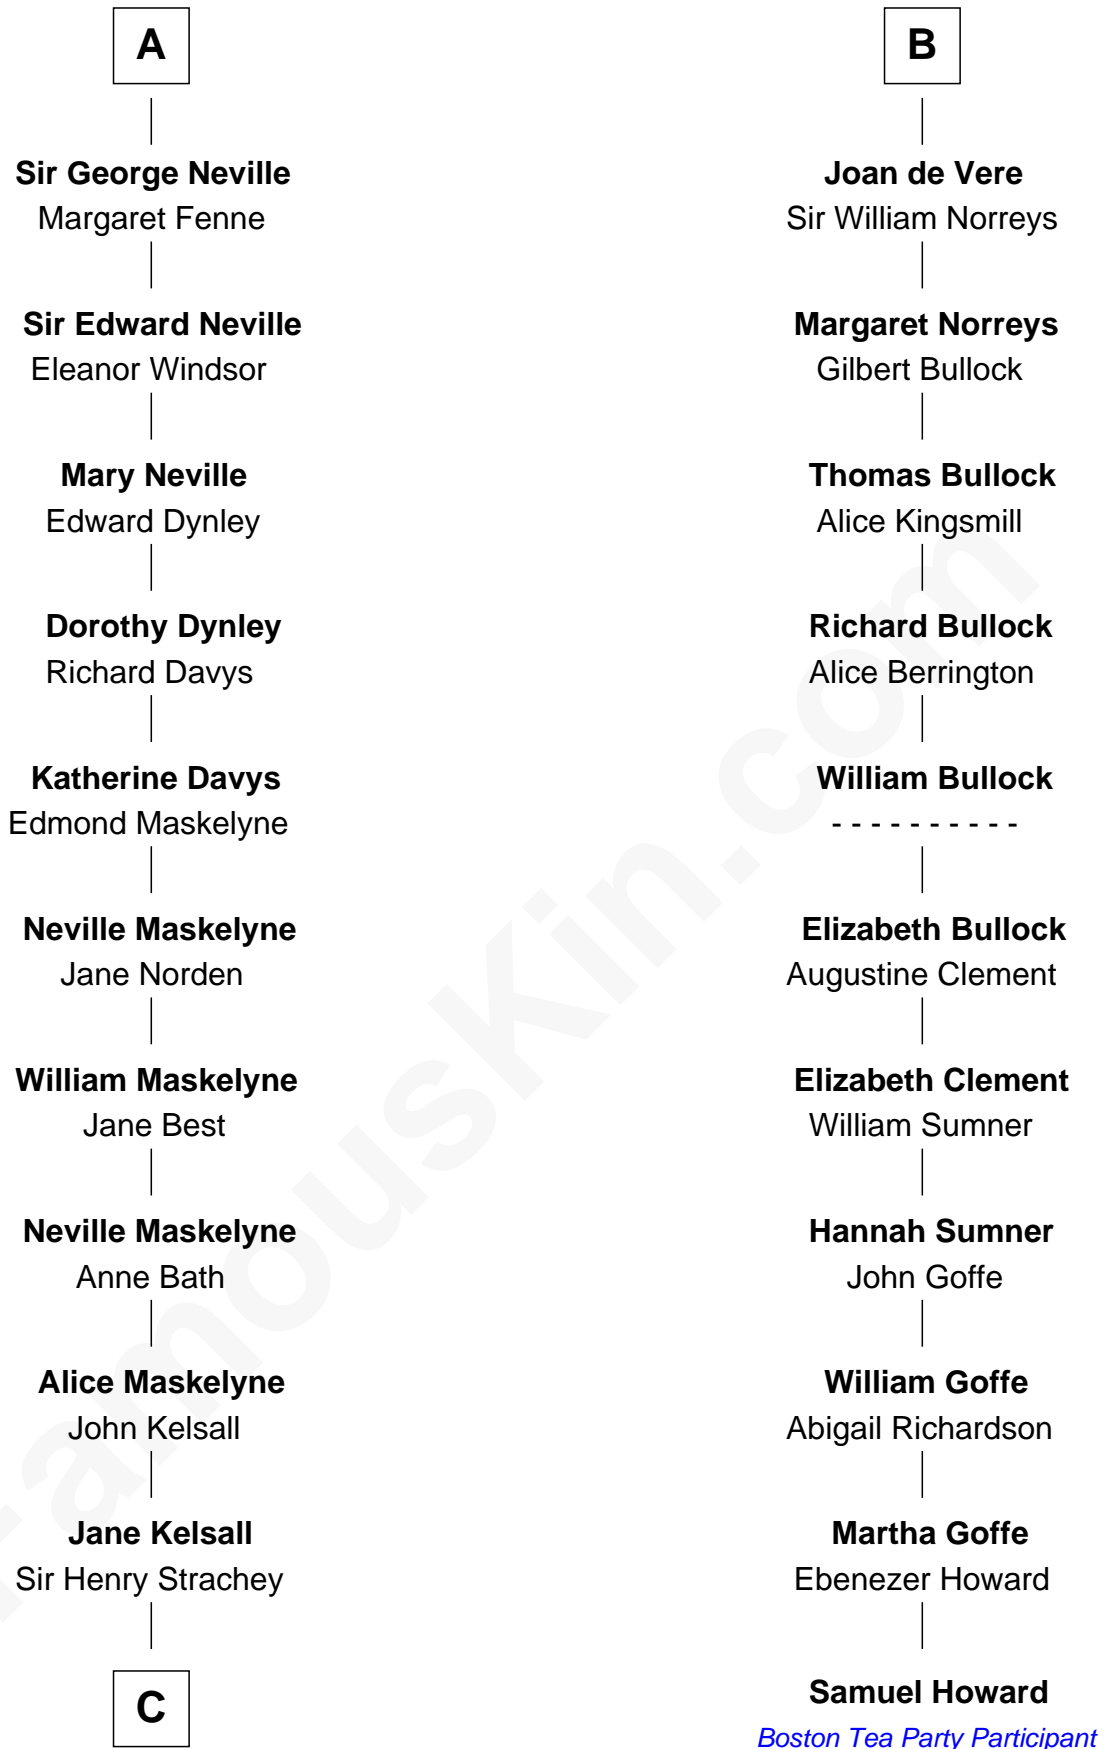 A
Sir George Neville
Margaret Fenne
Sir Edward Neville
Eleanor Windsor
Mary Neville
Edward Dynley
Dorothy Dynley
Richard Davys
Katherine Davys
Edmond Maskelyne
Neville Maskelyne
Jane Norden
William Maskelyne
Jane Best
Neville Maskelyne
Anne Bath
Alice Maskelyne
John Kelsall
Jane Kelsall
Sir Henry Strachey
C
B
Joan de Vere
Sir William Norreys
Margaret Norreys
Gilbert Bullock
Thomas Bullock
Alice Kingsmill
Richard Bullock
Alice Berrington
William Bullock
- - - - - - - - - -
Elizabeth Bullock
Augustine Clement
Elizabeth Clement
William Sumner
Hannah Sumner
John Goffe
William Goffe
Abigail Richardson
Martha Goffe
Ebenezer Howard
Samuel Howard
Boston Tea Party Participant
FamousKin.com